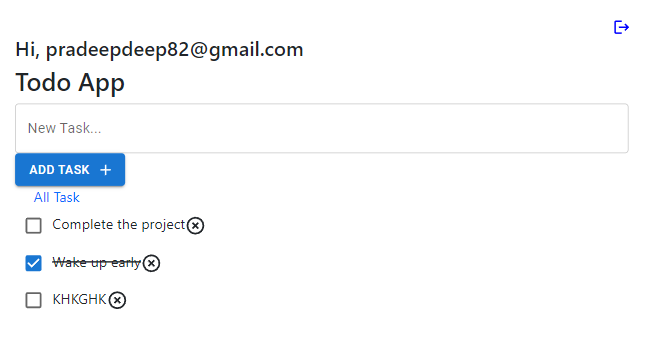 Hi, pradeepdeep82@gmail.com
Todo App
New Task...
ADD TASK +
All Task
Complete the project
Wake up early
KHKGHK